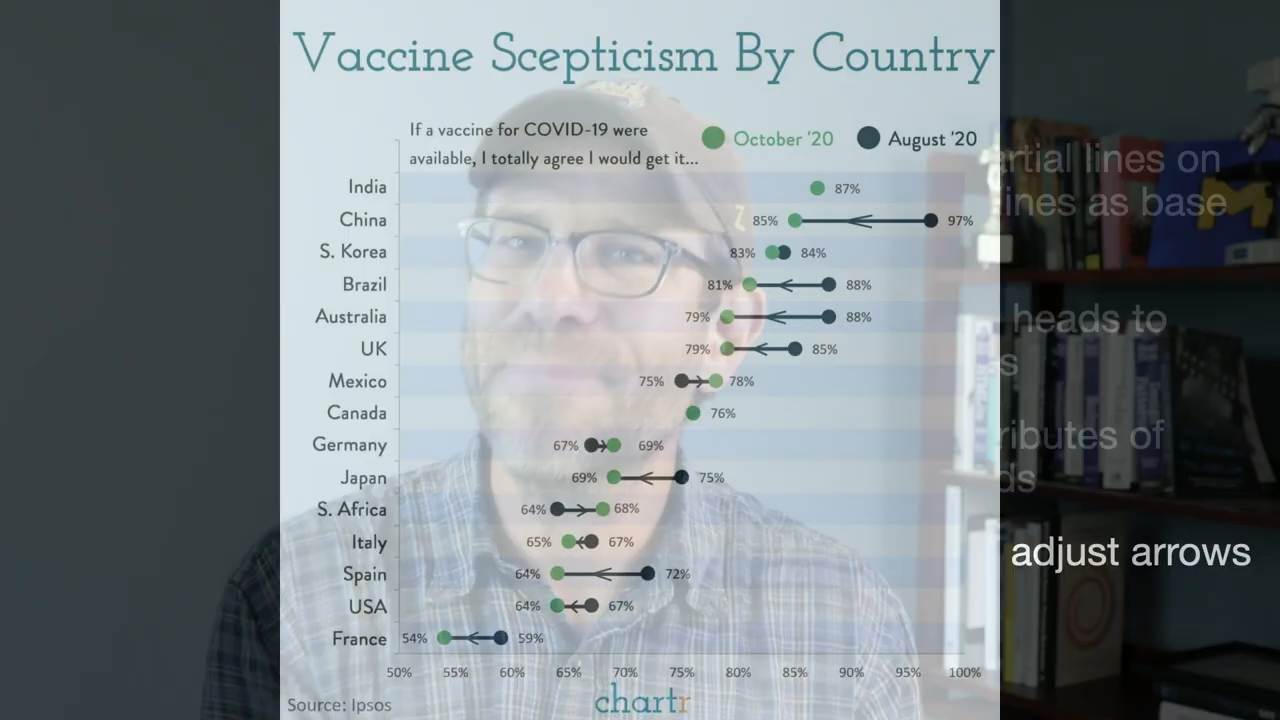 Vaccine Scepticism By Country
If a vaccine for COVID-19 were
available, I totally agree I would get it...
October '20
August '20
India 87%
China 85% 97%
S. Korea 83% 84%
Brazil 81% 88%
Australia 79% 88%
UK 79% 85%
Mexico 75% 78%
Canada 76%
Germany 67% 69%
Japan 69% 75%
S. Africa 64% 68%
Italy 65% 67%
Spain 64% 72%
USA 64% 67%
France 54% 59%
50% 55% 60% 65% 70% 75% 80% 85% 90% 95% 100%
Source: Ipsos
chartr
lines on
as base
heads to
of
adjust arrows
M